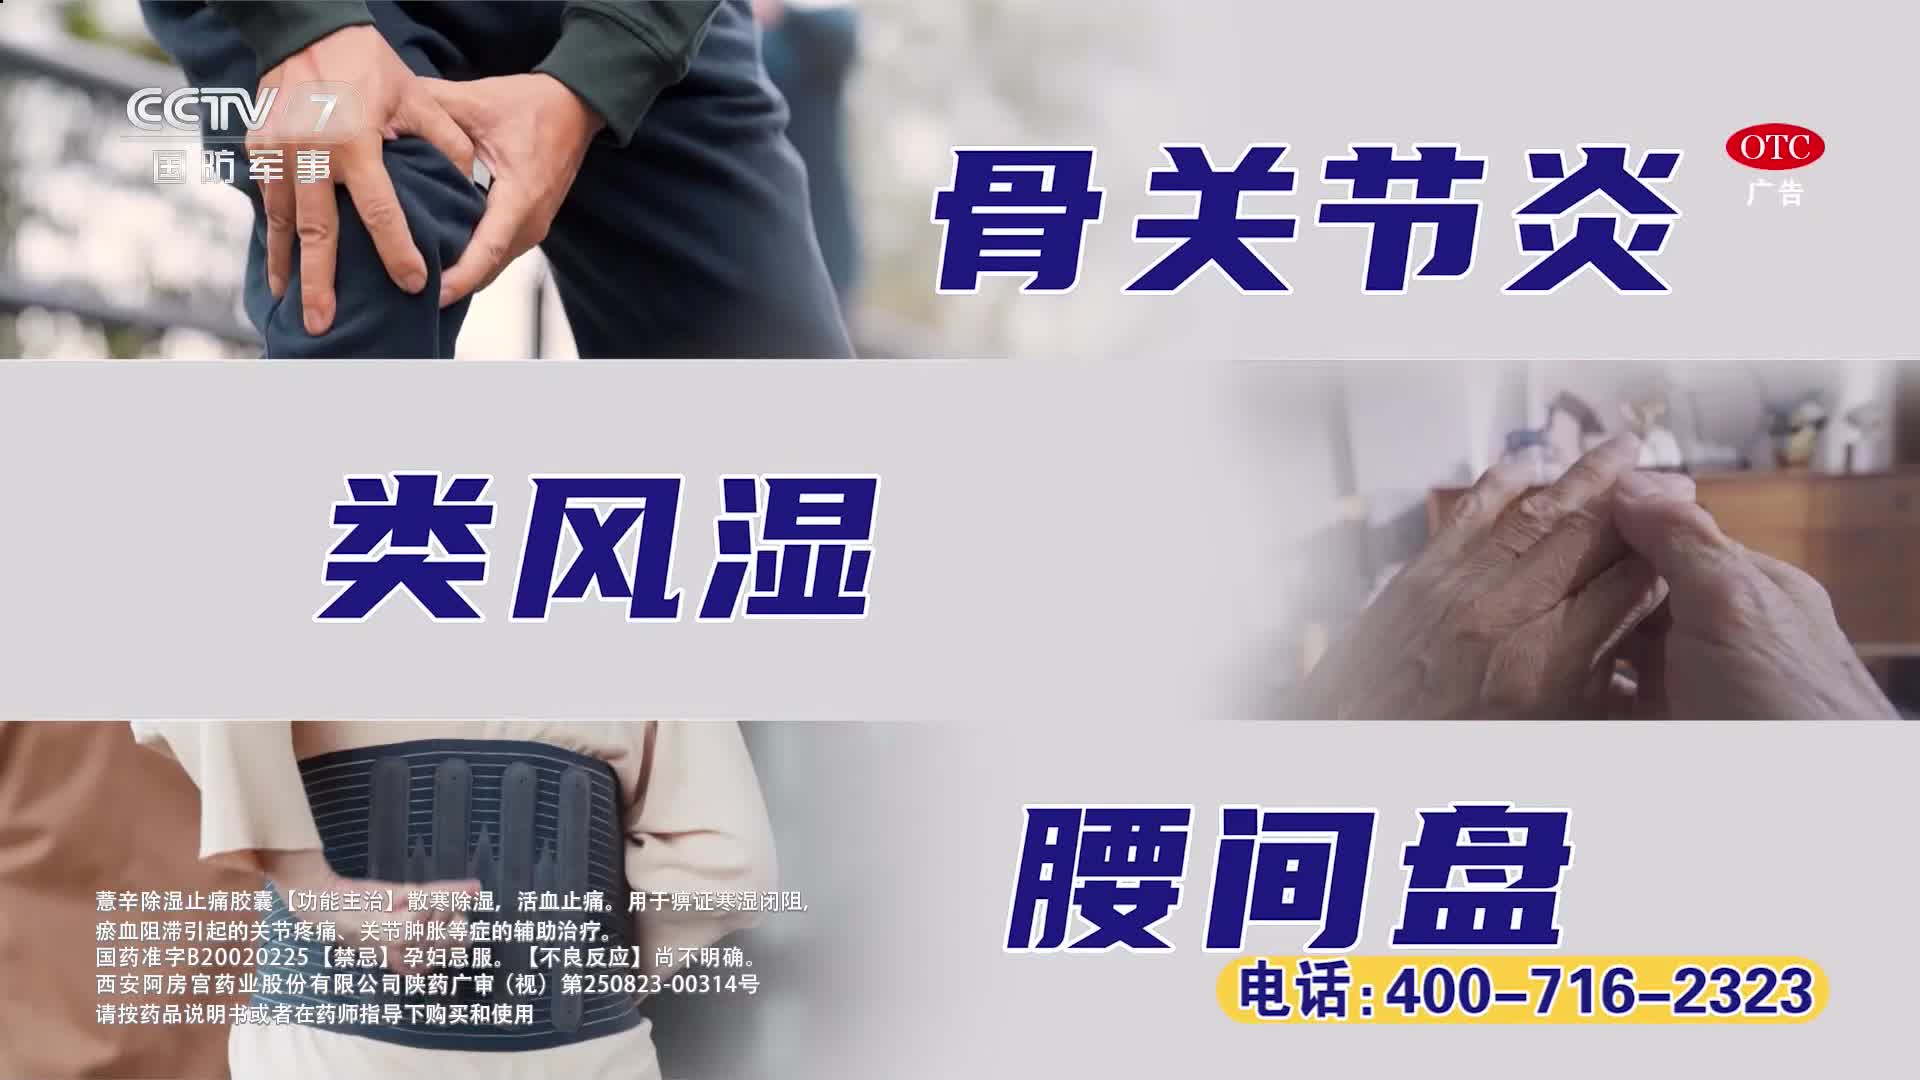 CCTV 7
国防军事
骨关节炎
OTC
广告
类风湿
腰间盘
薏辛除湿止痛胶囊【功能主治】散寒除湿，活血止痛。用于痹证寒湿闭阻，
瘀血阻滞引起的关节疼痛、关节肿胀等症的辅助治疗。
国药准字B20020225【禁忌】孕妇忌服。【不良反应】尚不明确。
西安阿房宫药业股份有限公司陕药广审（视）第250823-00314号
请按药品说明书或者在药师指导下购买和使用
电话:400-716-2323